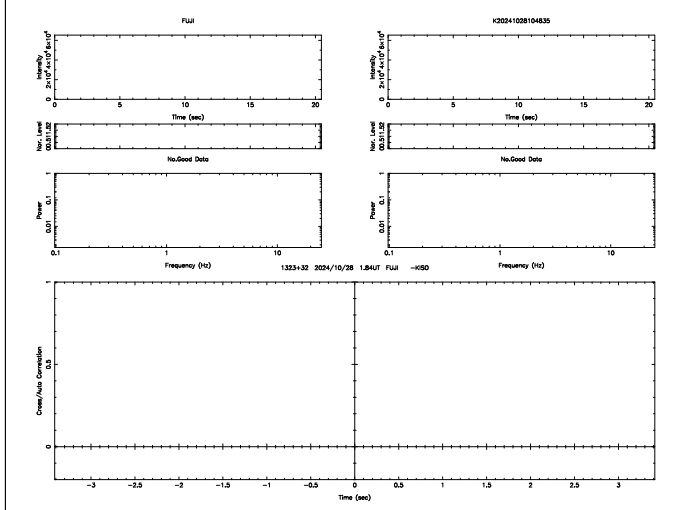 FUJI
K20241028104835
Intensity
0 2×10⁴ 4×10⁴ 6×10⁴
0 5 10 15 20
Time (sec)
Intensity
0 2×10⁴ 4×10⁴ 6×10⁴
0 5 10 15 20
Time (sec)
Nor. Level
00.511.52
Nor. Level
00.511.52
No.Good Data
No.Good Data
Power
0.01 0.1 1
0.1 1 10
Frequency (Hz)
Power
0.01 0.1 1
0.1 1 10
Frequency (Hz)
1323+32 2024/10/28 1.84UT FUJI -KISO
Cross/Auto Correlation
0 0.5 1
-3 -2.5 -2 -1.5 -1 -0.5 0 0.5 1 1.5 2 2.5 3
Time (sec)